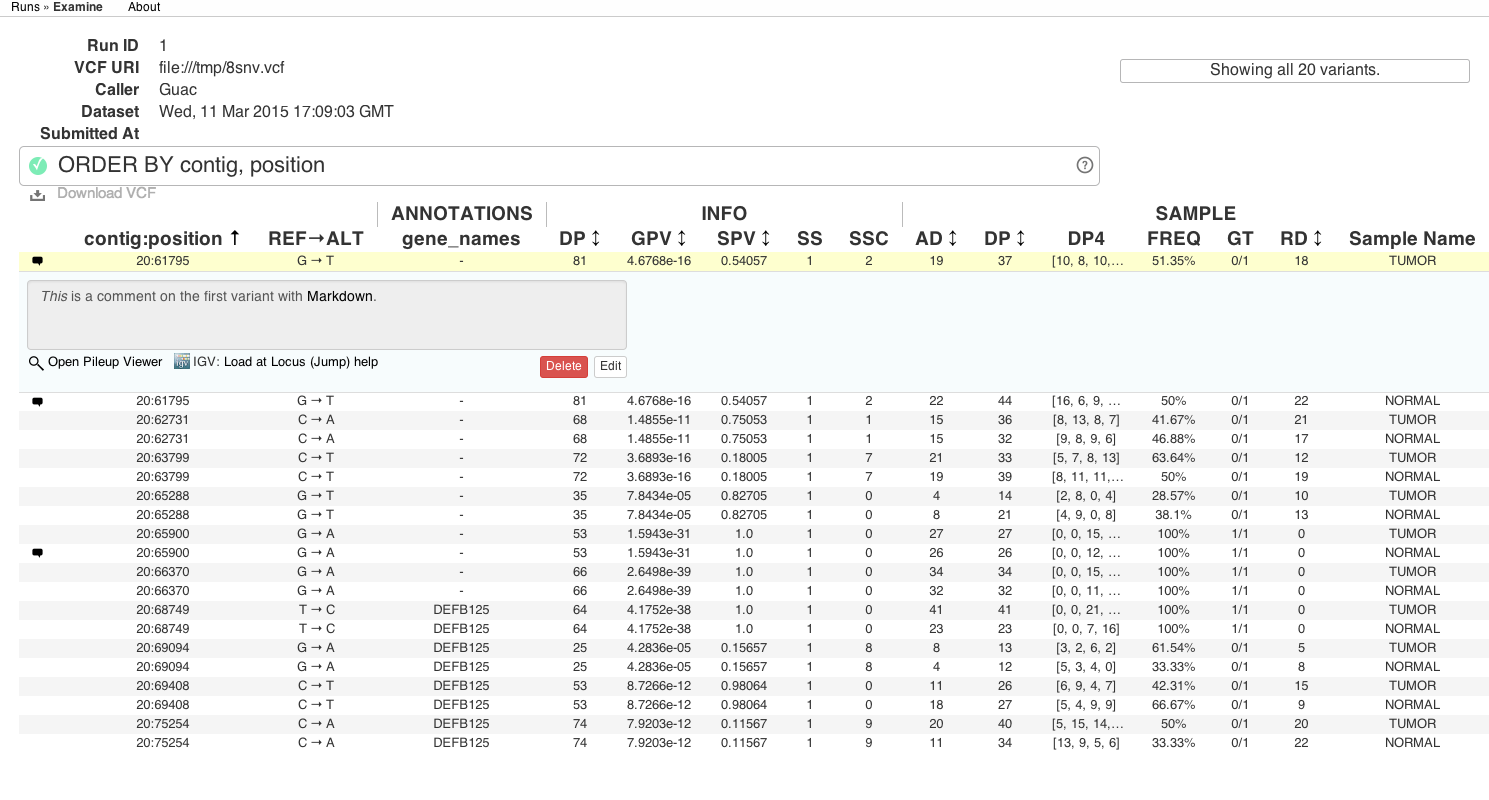 Runs » Examine About
Run ID 1
VCF URI file:///tmp/8snv.vcf
Showing all 20 variants.
Caller Guac
Dataset Wed, 11 Mar 2015 17:09:03 GMT
Submitted At
ORDER BY contig, position ?
Download VCF
ANNOTATIONS INFO SAMPLE
contig:position ↑ REF→ALT gene_names DP ↕ GPV ↕ SPV ↕ SS SSC AD ↕ DP ↕ DP4 FREQ GT RD ↕ Sample Name
20:61795 G → T - 81 4.6768e-16 0.54057 1 2 19 37 [10, 8, 10,... 51.35% 0/1 18 TUMOR
This is a comment on the first variant with Markdown.
Open Pileup Viewer IGV: Load at Locus (Jump) help Delete Edit
20:61795 G → T - 81 4.6768e-16 0.54057 1 2 22 44 [16, 6, 9, ... 50% 0/1 22 NORMAL
20:62731 C → A - 68 1.4855e-11 0.75053 1 1 15 36 [8, 13, 8, 7] 41.67% 0/1 21 TUMOR
20:62731 C → A - 68 1.4855e-11 0.75053 1 1 15 32 [9, 8, 9, 6] 46.88% 0/1 17 NORMAL
20:63799 C → T - 72 3.6893e-16 0.18005 1 7 21 33 [5, 7, 8, 13] 63.64% 0/1 12 TUMOR
20:63799 C → T - 72 3.6893e-16 0.18005 1 7 19 39 [8, 11, 11,... 50% 0/1 19 NORMAL
20:65288 G → T - 35 7.8434e-05 0.82705 1 0 4 14 [2, 8, 0, 4] 28.57% 0/1 10 TUMOR
20:65288 G → T - 35 7.8434e-05 0.82705 1 0 8 21 [4, 9, 0, 8] 38.1% 0/1 13 NORMAL
20:65900 G → A - 53 1.5943e-31 1.0 1 0 27 27 [0, 0, 15, ... 100% 1/1 0 TUMOR
20:65900 G → A - 53 1.5943e-31 1.0 1 0 26 26 [0, 0, 12, ... 100% 1/1 0 NORMAL
20:66370 G → A - 66 2.6498e-39 1.0 1 0 34 34 [0, 0, 15, ... 100% 1/1 0 TUMOR
20:66370 G → A - 66 2.6498e-39 1.0 1 0 32 32 [0, 0, 11, ... 100% 1/1 0 NORMAL
20:68749 T → C DEFB125 64 4.1752e-38 1.0 1 0 41 41 [0, 0, 21, ... 100% 1/1 0 TUMOR
20:68749 T → C DEFB125 64 4.1752e-38 1.0 1 0 23 23 [0, 0, 7, 16] 100% 1/1 0 NORMAL
20:69094 G → A DEFB125 25 4.2836e-05 0.15657 1 8 8 13 [3, 2, 6, 2] 61.54% 0/1 5 TUMOR
20:69094 G → A DEFB125 25 4.2836e-05 0.15657 1 8 4 12 [5, 3, 4, 0] 33.33% 0/1 8 NORMAL
20:69408 C → T DEFB125 53 8.7266e-12 0.98064 1 0 11 26 [6, 9, 4, 7] 42.31% 0/1 15 TUMOR
20:69408 C → T DEFB125 53 8.7266e-12 0.98064 1 0 18 27 [5, 4, 9, 9] 66.67% 0/1 9 NORMAL
20:75254 C → A DEFB125 74 7.9203e-12 0.11567 1 9 20 40 [5, 15, 14,... 50% 0/1 20 TUMOR
20:75254 C → A DEFB125 74 7.9203e-12 0.11567 1 9 11 34 [13, 9, 5, 6] 33.33% 0/1 22 NORMAL